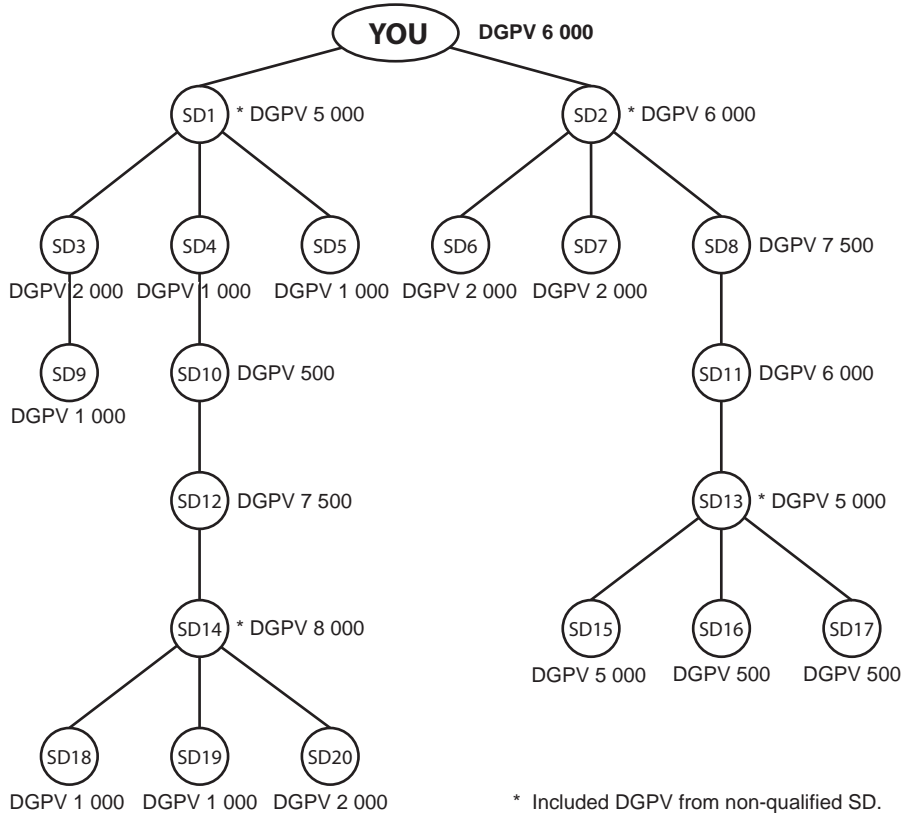 YOU DGPV 6 000
SD1 * DGPV 5 000 SD2 * DGPV 6 000
SD3 SD4 SD5 SD6 SD7 SD8 DGPV 7 500
DGPV 2 000 DGPV 1 000 DGPV 1 000 DGPV 2 000 DGPV 2 000
SD9 SD10 DGPV 500 SD11 DGPV 6 000
DGPV 1 000
SD12 DGPV 7 500 SD13 * DGPV 5 000
SD14 * DGPV 8 000 SD15 SD16 SD17
DGPV 5 000 DGPV 500 DGPV 500
SD18 SD19 SD20
DGPV 1 000 DGPV 1 000 DGPV 2 000 * Included DGPV from non-qualified SD.